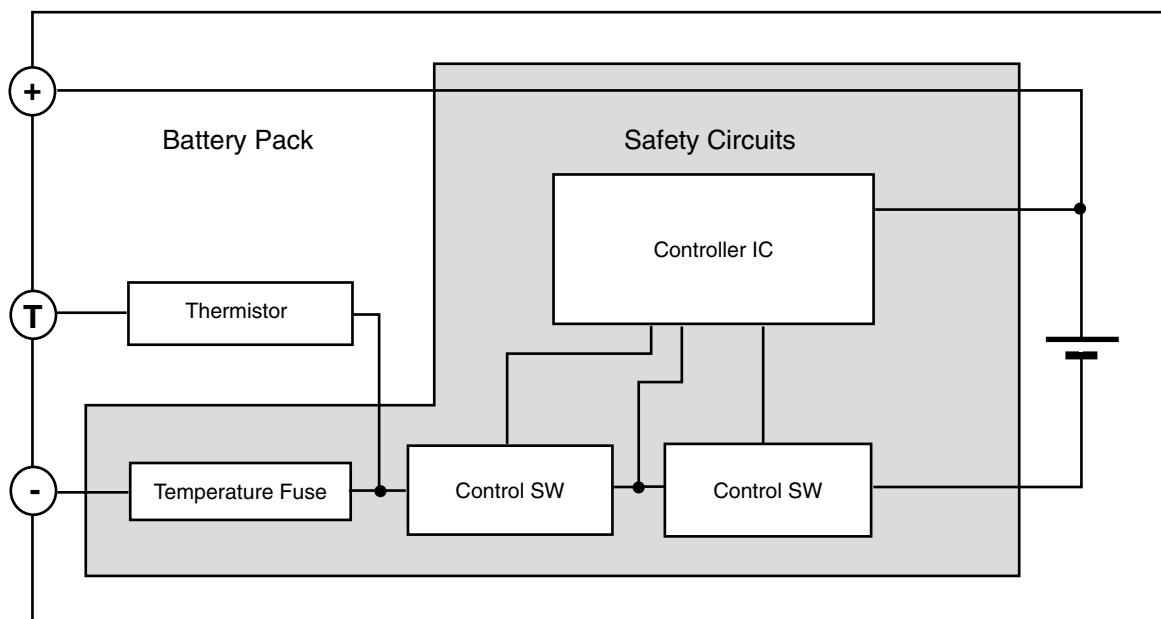 +
Battery Pack
Safety Circuits
Controller IC
Thermistor
T
-
Temperature Fuse
Control SW
Control SW